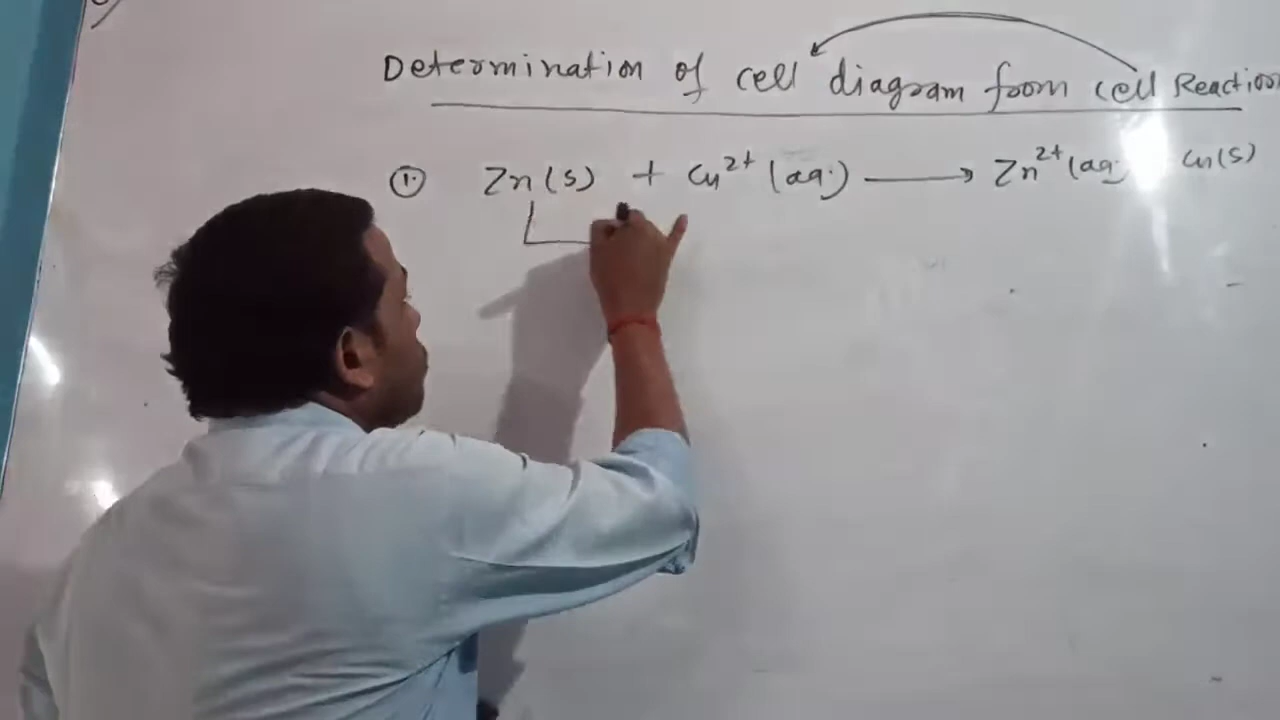 Determination of cell diagram from cell Reaction
① Zn(s) + Cu²⁺(aq.) ⟶ Zn²⁺(aq Cu(s)